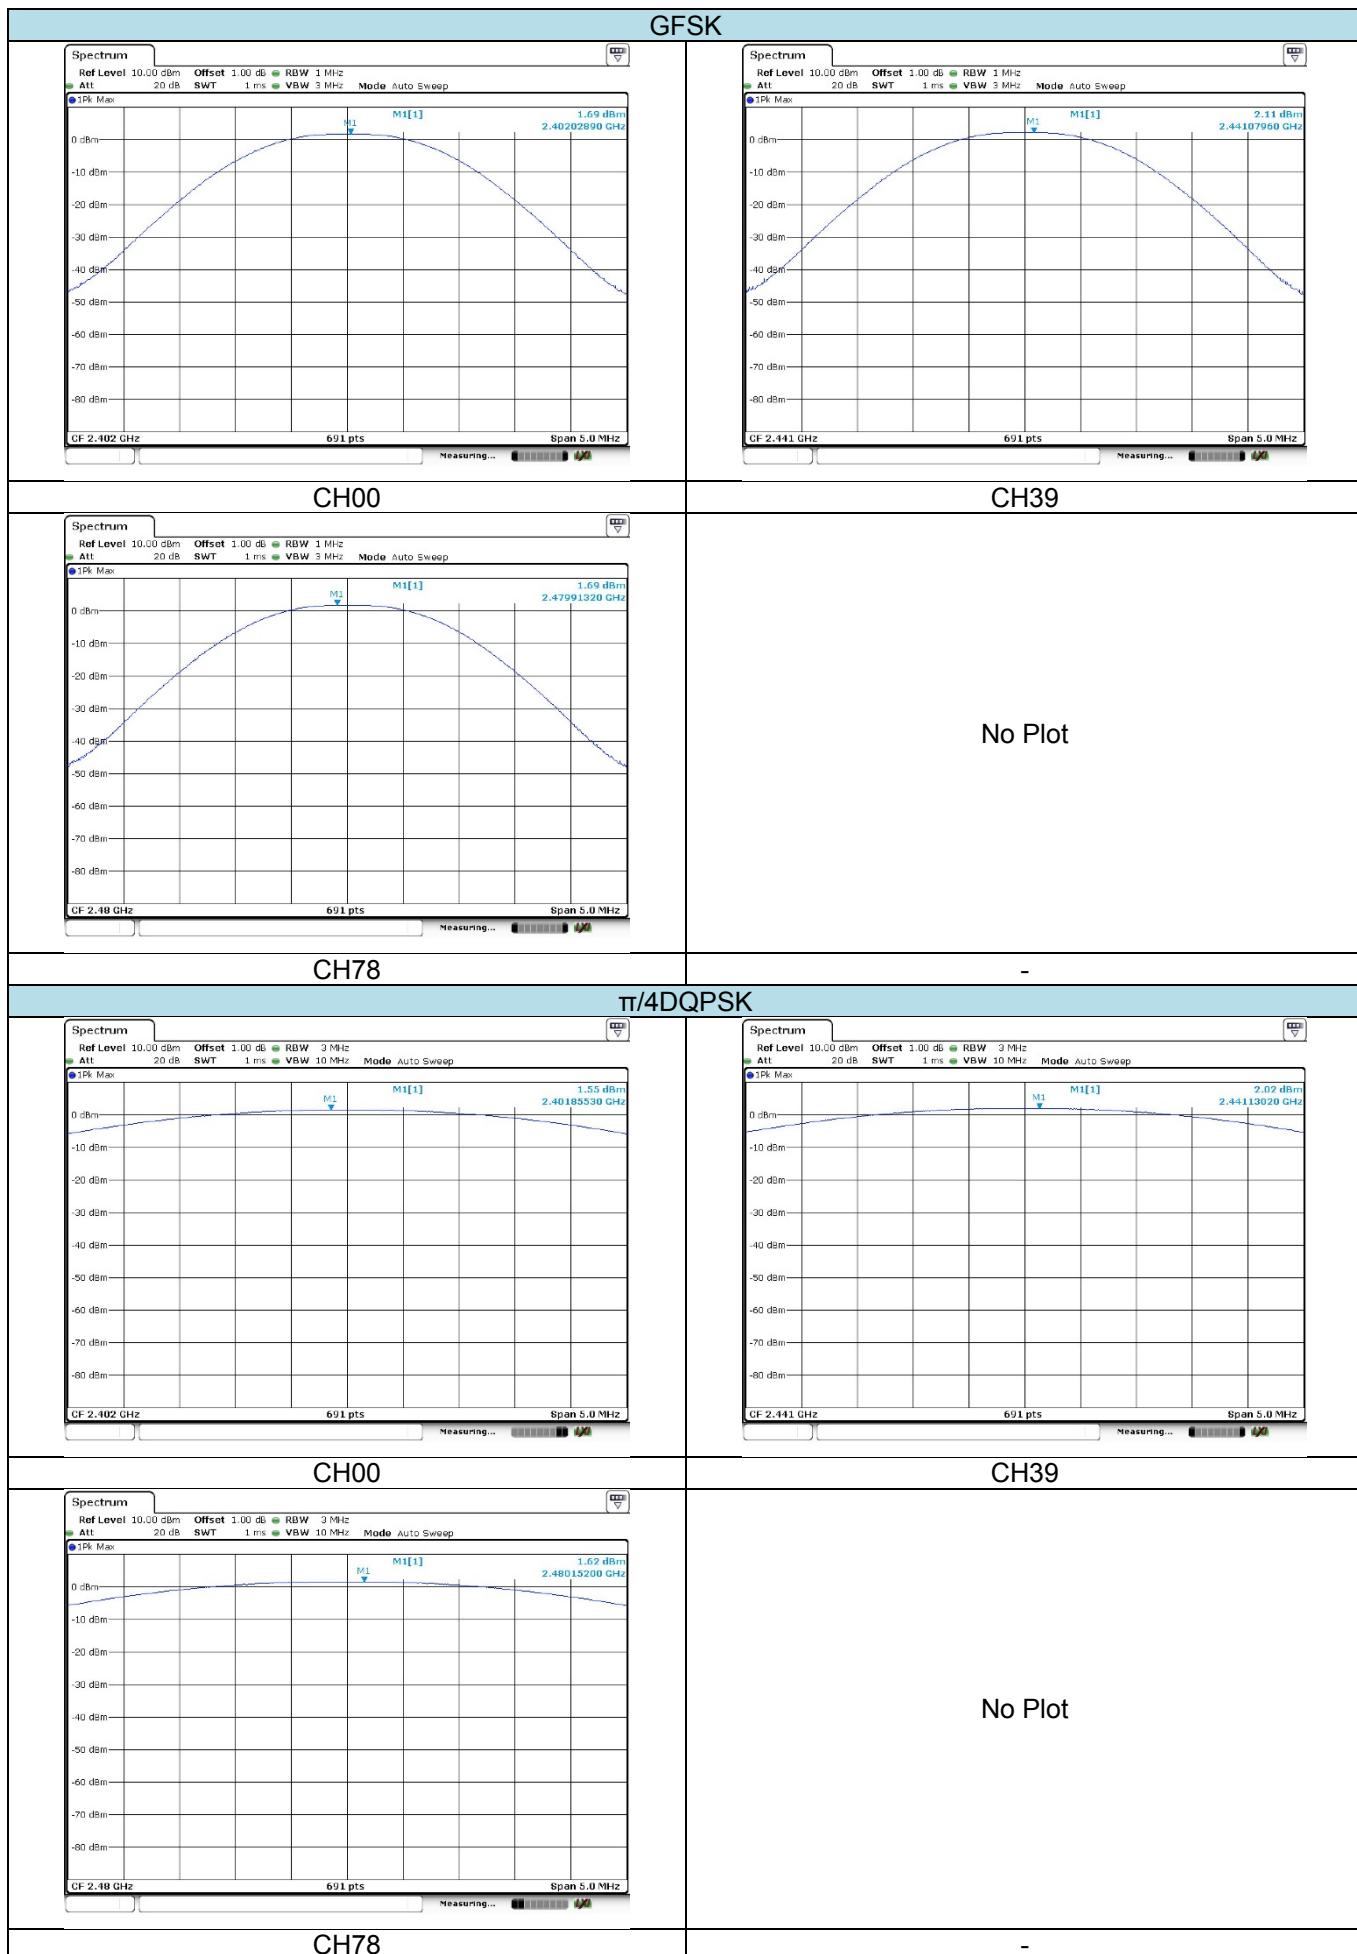 GFSK
Spectrum
Ref Level 10.00 dBm Offset 1.00 dB RBW 1 MHz
Att 20 dB SWT 1 ms VBW 3 MHz Mode Auto Sweep
1Pk Max
M1[1] 1.69 dBm
2.40202890 GHz
M1
0 dBm
-10 dBm
-20 dBm
-30 dBm
-40 dBm
-50 dBm
-60 dBm
-70 dBm
-80 dBm
CF 2.402 GHz 691 pts Span 5.0 MHz
Measuring...
CH00
Spectrum
Ref Level 10.00 dBm Offset 1.00 dB RBW 1 MHz
Att 20 dB SWT 1 ms VBW 3 MHz Mode Auto Sweep
1Pk Max
M1[1] 2.11 dBm
2.44107960 GHz
M1
0 dBm
-10 dBm
-20 dBm
-30 dBm
-40 dBm
-50 dBm
-60 dBm
-70 dBm
-80 dBm
CF 2.441 GHz 691 pts Span 5.0 MHz
Measuring...
CH39
Spectrum
Ref Level 10.00 dBm Offset 1.00 dB RBW 1 MHz
Att 20 dB SWT 1 ms VBW 3 MHz Mode Auto Sweep
1Pk Max
M1[1] 1.69 dBm
2.47991320 GHz
M1
0 dBm
-10 dBm
-20 dBm
-30 dBm
-40 dBm
-50 dBm
-60 dBm
-70 dBm
-80 dBm
CF 2.48 GHz 691 pts Span 5.0 MHz
Measuring...
CH78
No Plot
-
π/4DQPSK
Spectrum
Ref Level 10.00 dBm Offset 1.00 dB RBW 3 MHz
Att 20 dB SWT 1 ms VBW 10 MHz Mode Auto Sweep
1Pk Max
M1[1] 1.55 dBm
2.40185530 GHz
M1
0 dBm
-10 dBm
-20 dBm
-30 dBm
-40 dBm
-50 dBm
-60 dBm
-70 dBm
-80 dBm
CF 2.402 GHz 691 pts Span 5.0 MHz
Measuring...
CH00
Spectrum
Ref Level 10.00 dBm Offset 1.00 dB RBW 3 MHz
Att 20 dB SWT 1 ms VBW 10 MHz Mode Auto Sweep
1Pk Max
M1[1] 2.02 dBm
2.44113020 GHz
M1
0 dBm
-10 dBm
-20 dBm
-30 dBm
-40 dBm
-50 dBm
-60 dBm
-70 dBm
-80 dBm
CF 2.441 GHz 691 pts Span 5.0 MHz
Measuring...
CH39
Spectrum
Ref Level 10.00 dBm Offset 1.00 dB RBW 3 MHz
Att 20 dB SWT 1 ms VBW 10 MHz Mode Auto Sweep
1Pk Max
M1[1] 1.62 dBm
2.48015200 GHz
M1
0 dBm
-10 dBm
-20 dBm
-30 dBm
-40 dBm
-50 dBm
-60 dBm
-70 dBm
-80 dBm
CF 2.48 GHz 691 pts Span 5.0 MHz
Measuring...
CH78
No Plot
-